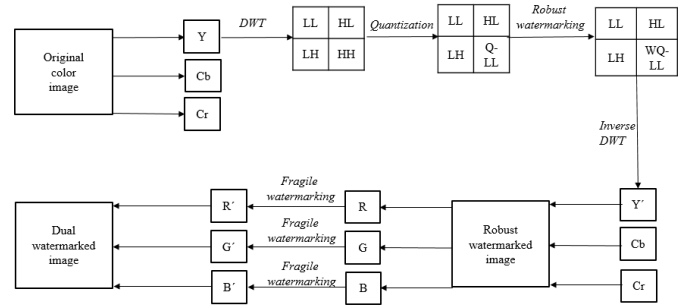 DWT
Quantization
Robust
watermarking
Original
color
image
Y
Cb
Cr
LL HL
LH HH
LL HL
LH Q-
LL
LL HL
LH WQ-
LL
Inverse
DWT
Dual
watermarked
image
R´
G´
B´
Fragile
watermarking
Fragile
watermarking
Fragile
watermarking
R
G
B
Robust
watermarked
image
Y´
Cb
Cr